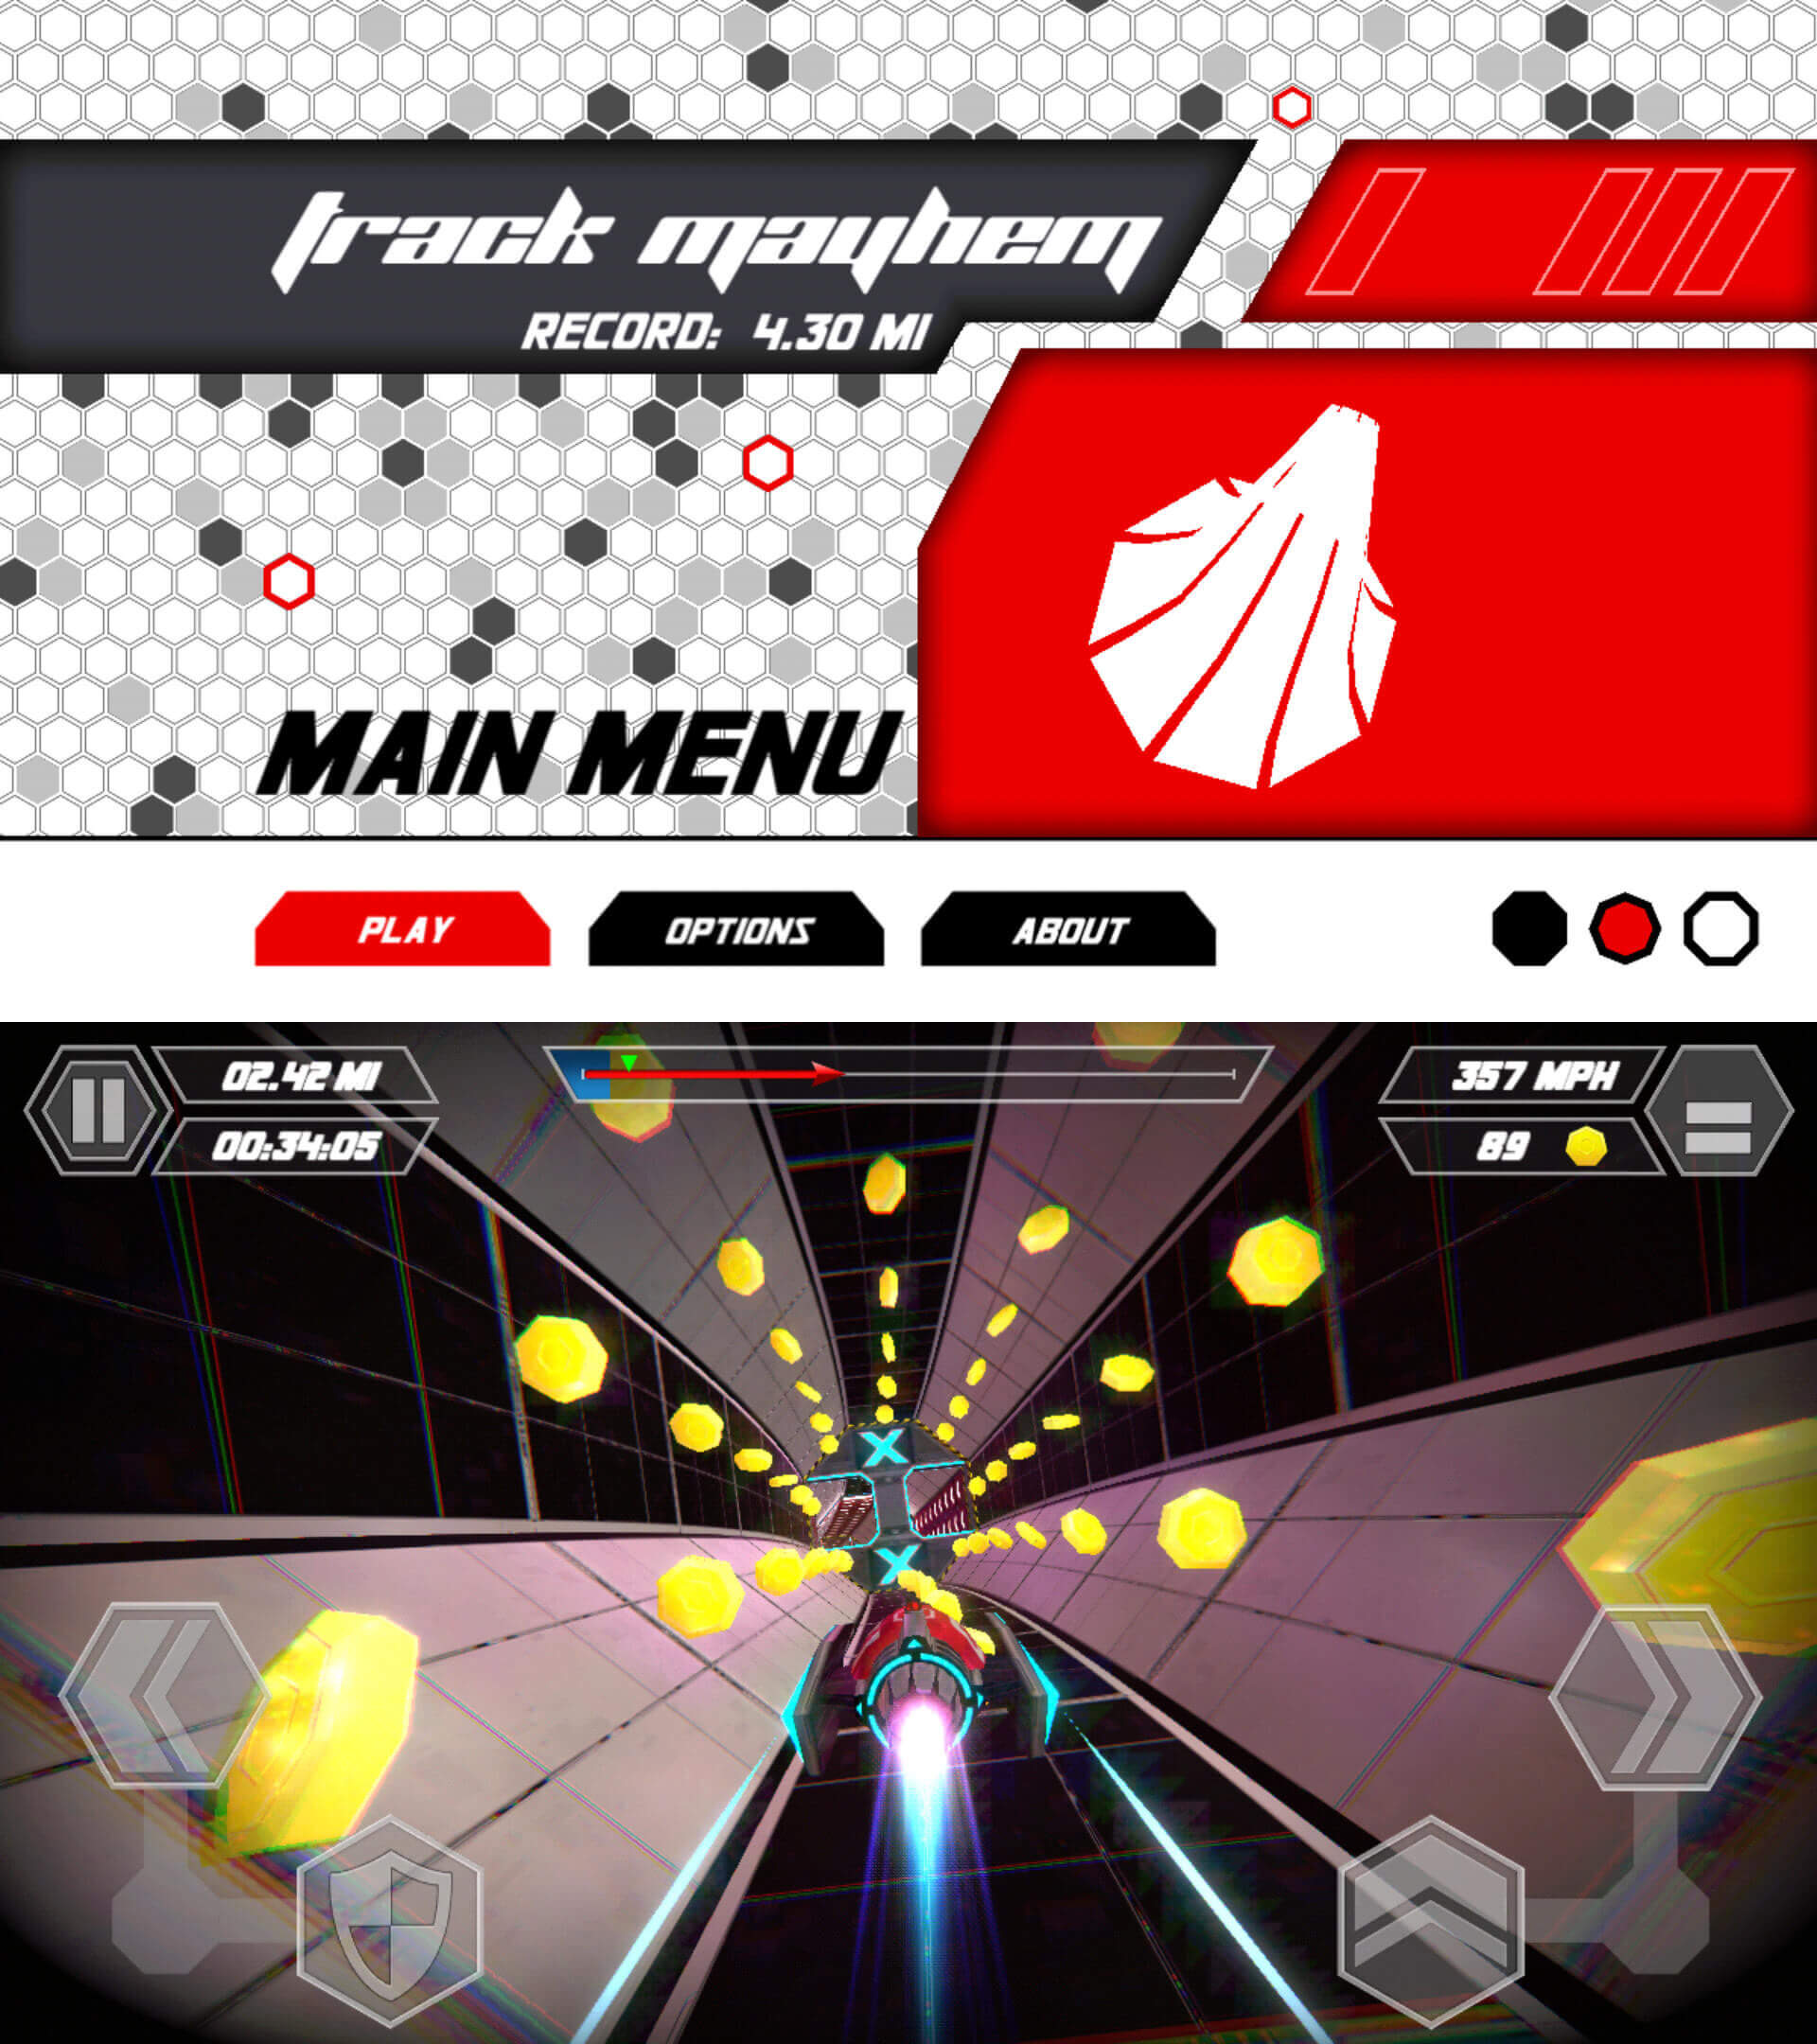 track mayhem
RECORD: 4.30 MI
MAIN MENU
PLAY
OPTIONS
ABOUT
02.42 MI
00:34:05
357 MPH
89
X
X